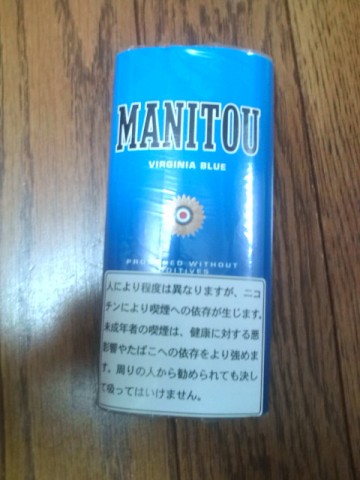 MANITOU
VIRGINIA BLUE
PRODUCED WITHOUT
ADDITIVES
人により程度は異なりますが、ニコ
チンにより喫煙への依存が生じます。
未成年者の喫煙は、健康に対する悪
影響やたばこへの依存をより強めま
す。周りの人から勧められても決し
て吸ってはいけません。